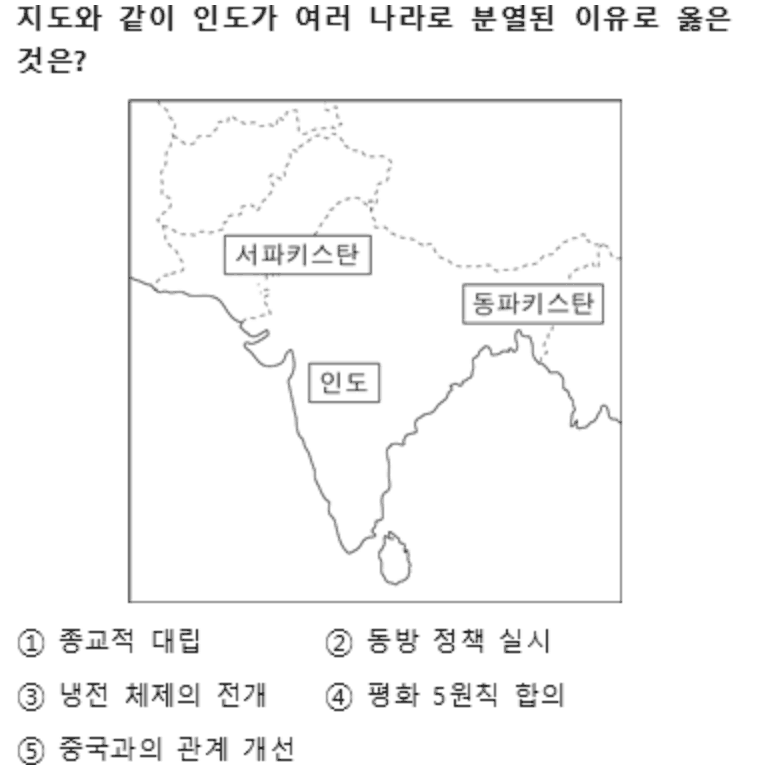 지도와 같이 인도가 여러 나라로 분열된 이유로 옳은
것은?
서파키스탄
동파키스탄
인도
① 종교적 대립 ② 동방 정책 실시
③ 냉전 체제의 전개 ④ 평화 5원칙 합의
⑤ 중국과의 관계 개선